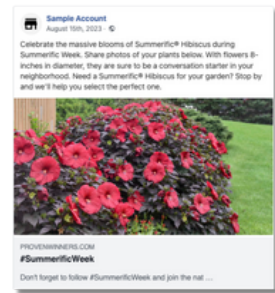 Sample Account
August 15th, 2023 ·
Celebrate the massive blooms of Summerific® Hibiscus during
Summerific Week. Share photos of your plants below. With flowers 8-
inches in diameter, they are sure to be a conversation starter in your
neighborhood. Need a Summerific® Hibiscus for your garden? Stop by
and we'll help you select the perfect one.
PROVENWINNERS.COM
#SummerificWeek
Don't forget to follow #SummerificWeek and join the nat ...